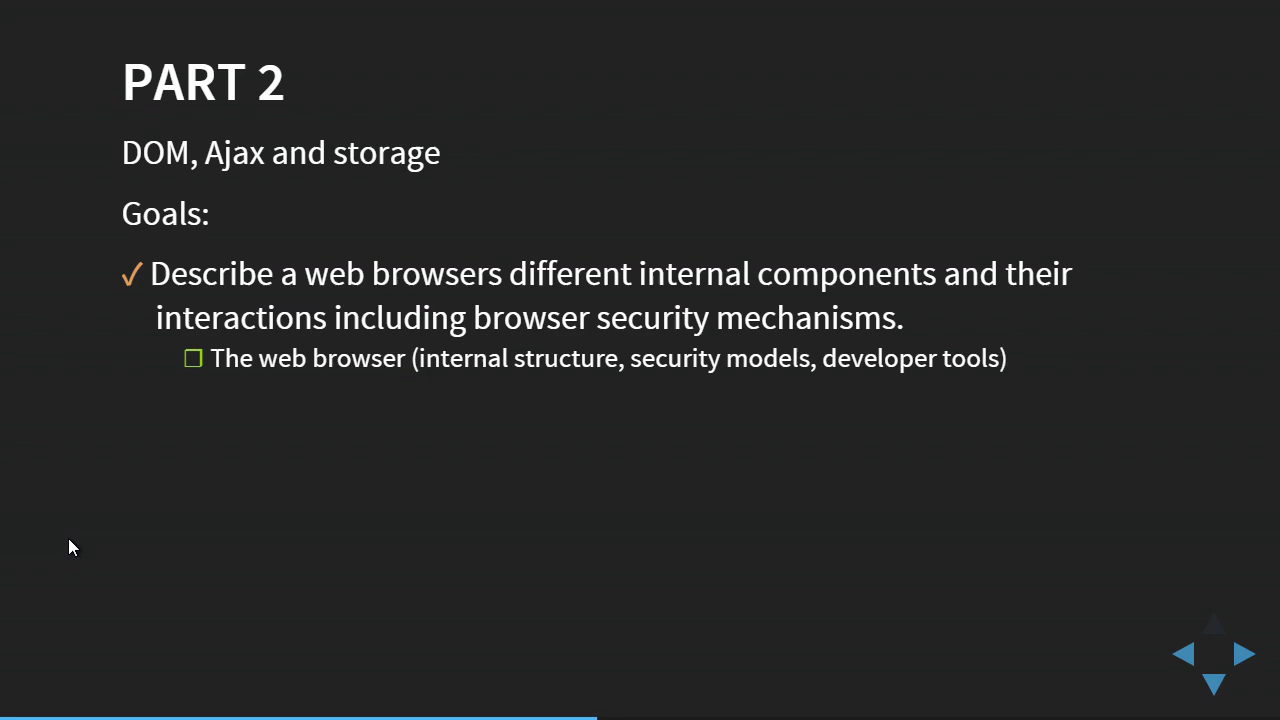 PART 2
DOM, Ajax and storage
Goals:
✓ Describe a web browsers different internal components and their
interactions including browser security mechanisms.
❐ The web browser (internal structure, security models, developer tools)